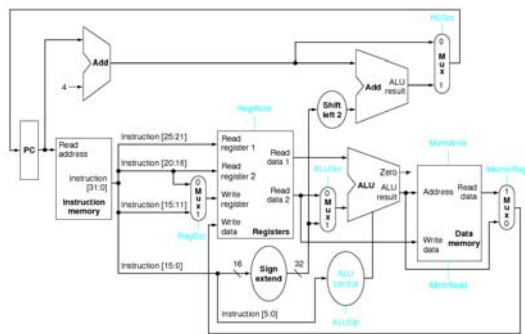 PCSrc
0
M
u
x
1
Add
4
Add
ALU
result
Shift
left 2
RegWrite
PC
Read
address
Instruction
[31:0]
Instruction
memory
Instruction [25:21]
Instruction [20:16]
Instruction [15:11]
Instruction [15:0]
0
M
u
x
1
RegDst
Read
register 1
Read
register 2
Write
register
Write
data
Read
data 1
Read
data 2
Registers
ALUSrc
0
M
u
x
1
Zero
ALU
ALU
result
MemWrite
Address
Read
data
Write
data
Data
memory
MemRead
MemtoReg
1
M
u
x
0
16
Sign
extend
32
ALU
control
Instruction [5:0]
ALUOp